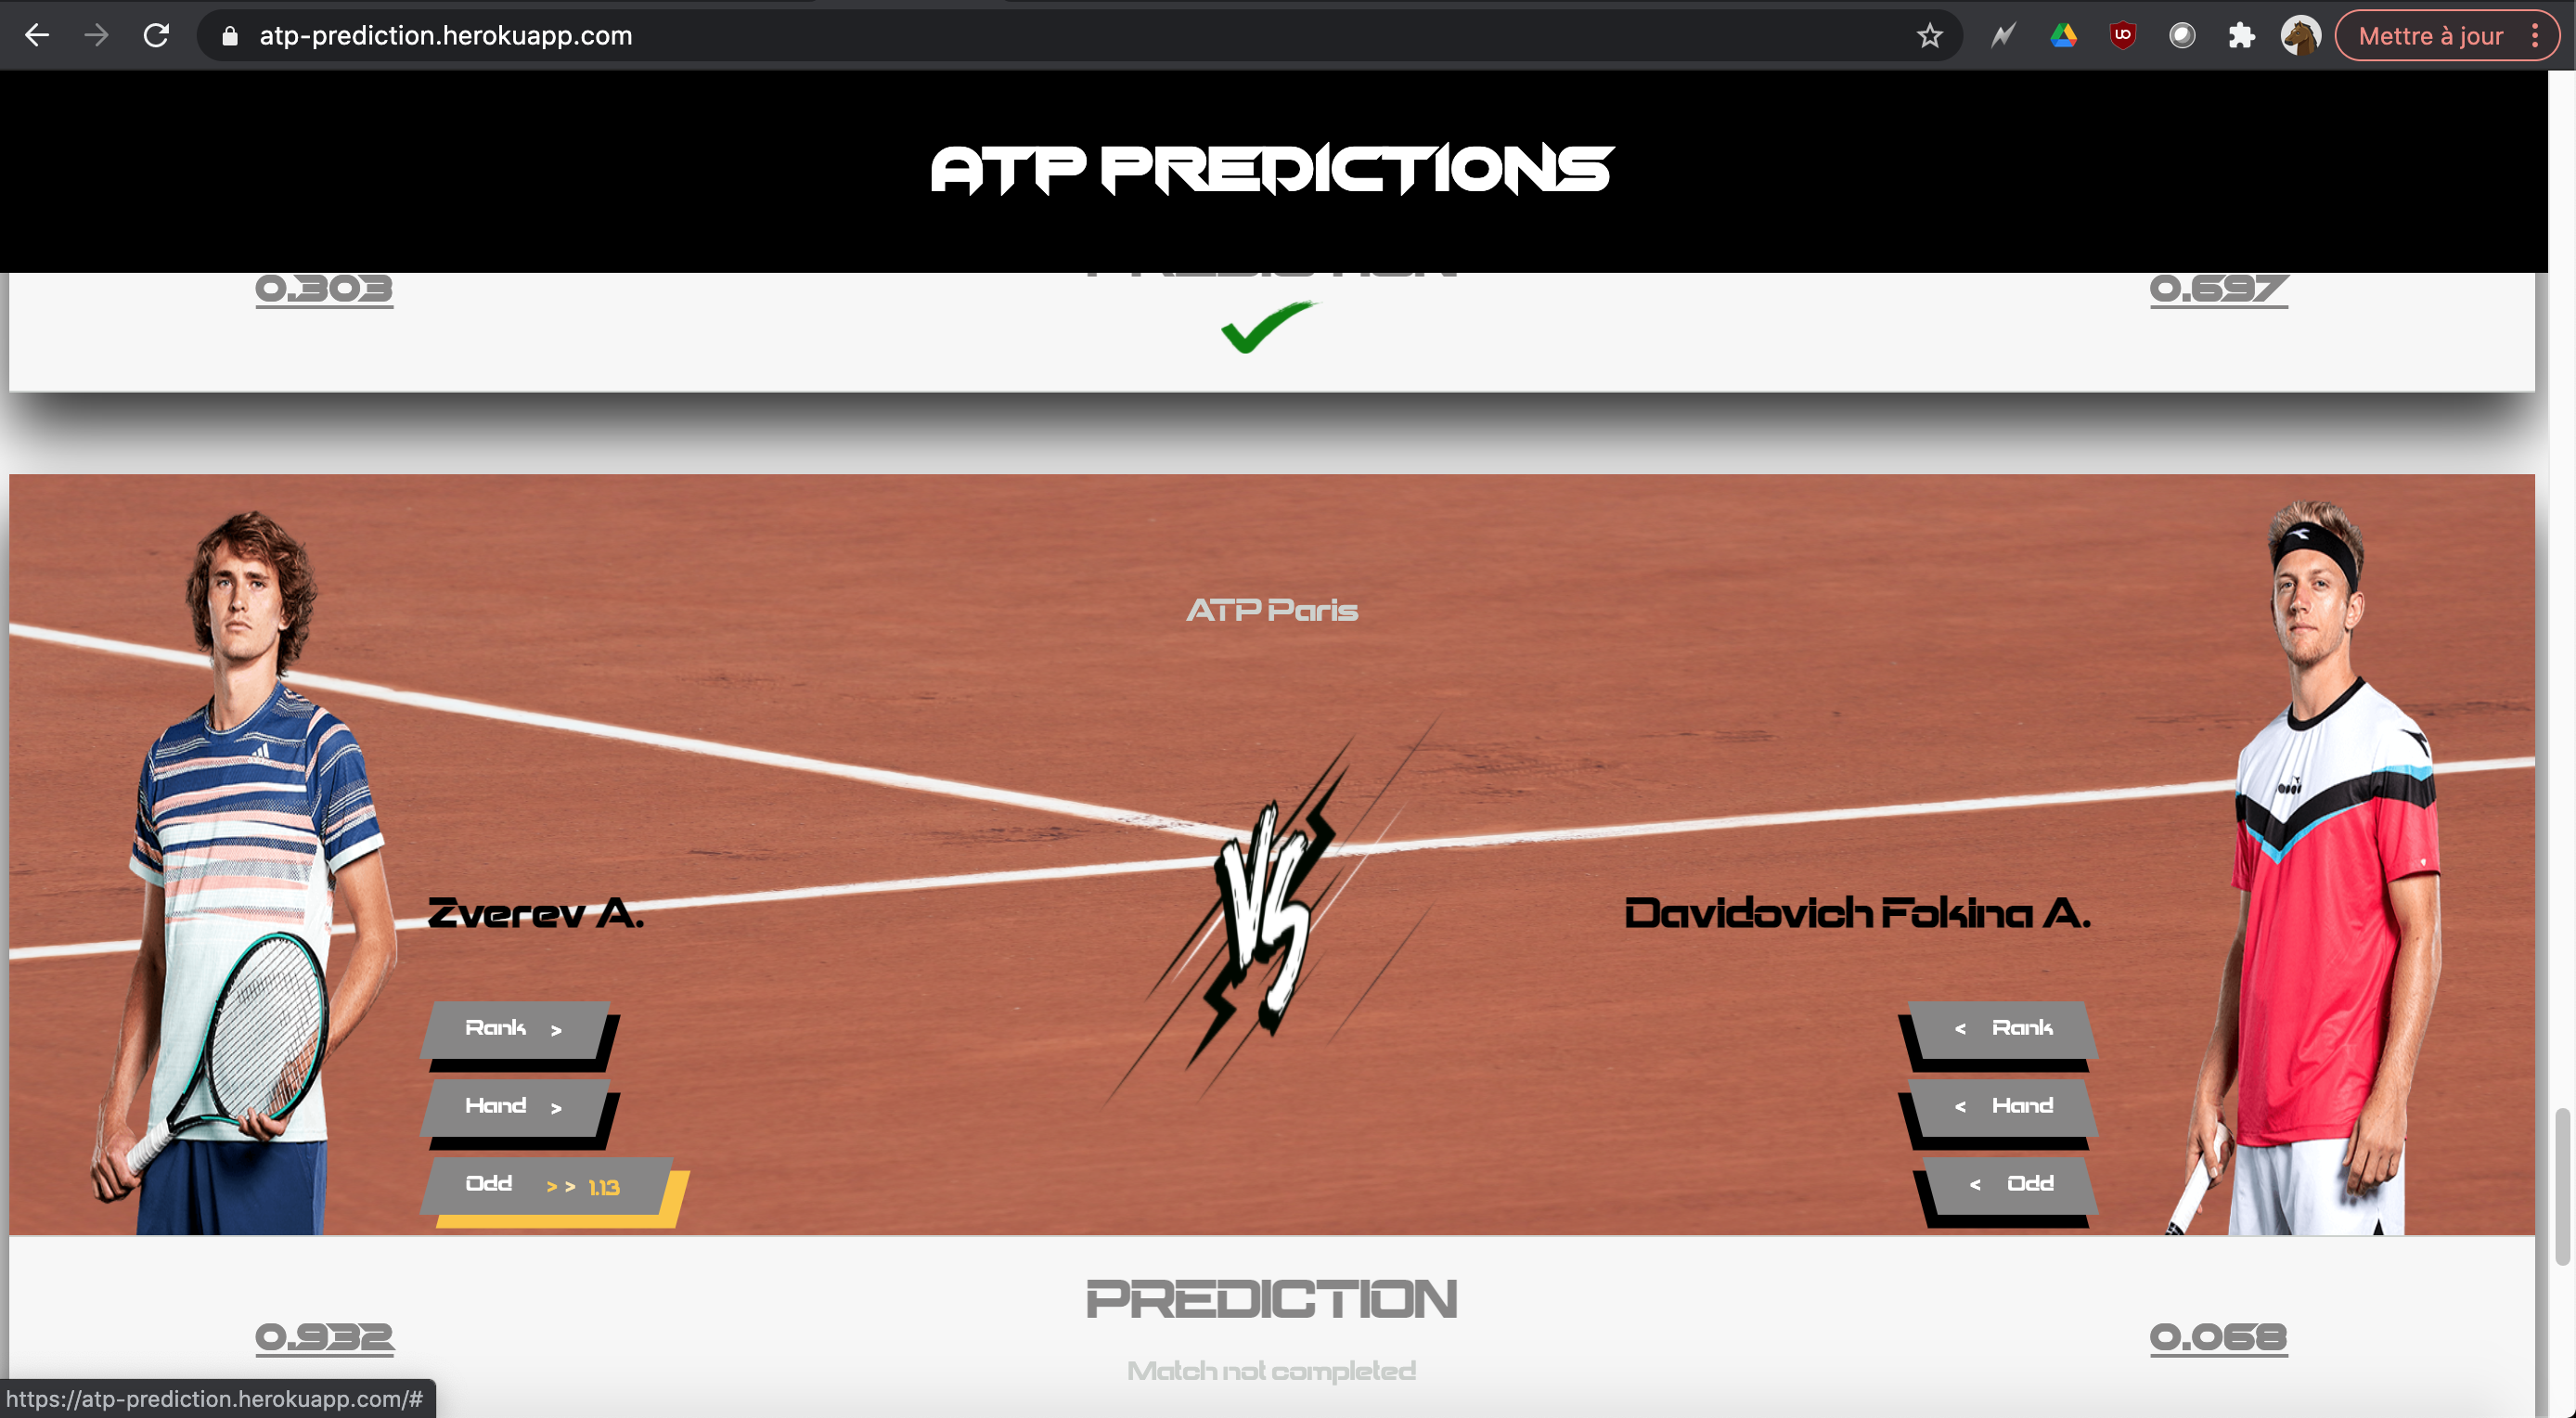 atp-prediction.herokuapp.com
Mettre à jour
ATP PREDICTIONS
PREDICTION
0.303
0.697
ATP Paris
VS
Zverev A.
Davidovich Fokina A.
Rank >
< Rank
Hand >
< Hand
Odd > > 1.13
< Odd
PREDICTION
0.932
0.068
Match not completed
https://atp-prediction.herokuapp.com/#